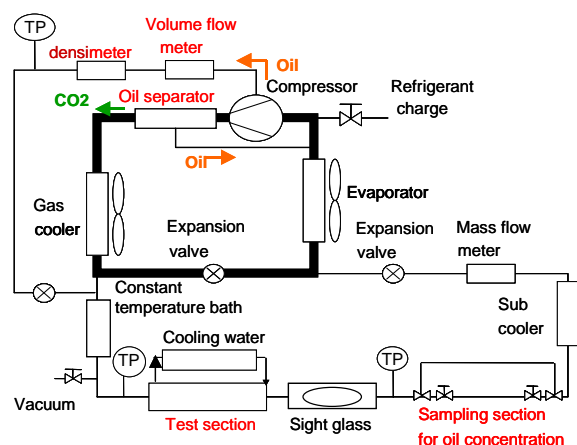 TP
Volume flow
meter
densimeter
Oil
Compressor
Refrigerant
charge
CO2
Oil separator
Oil
Gas
cooler
Evaporator
Expansion
valve
Expansion
valve
Mass flow
meter
Constant
temperature bath
Sub
cooler
Cooling water
TP
TP
Vacuum
Test section
Sight glass
Sampling section
for oil concentration